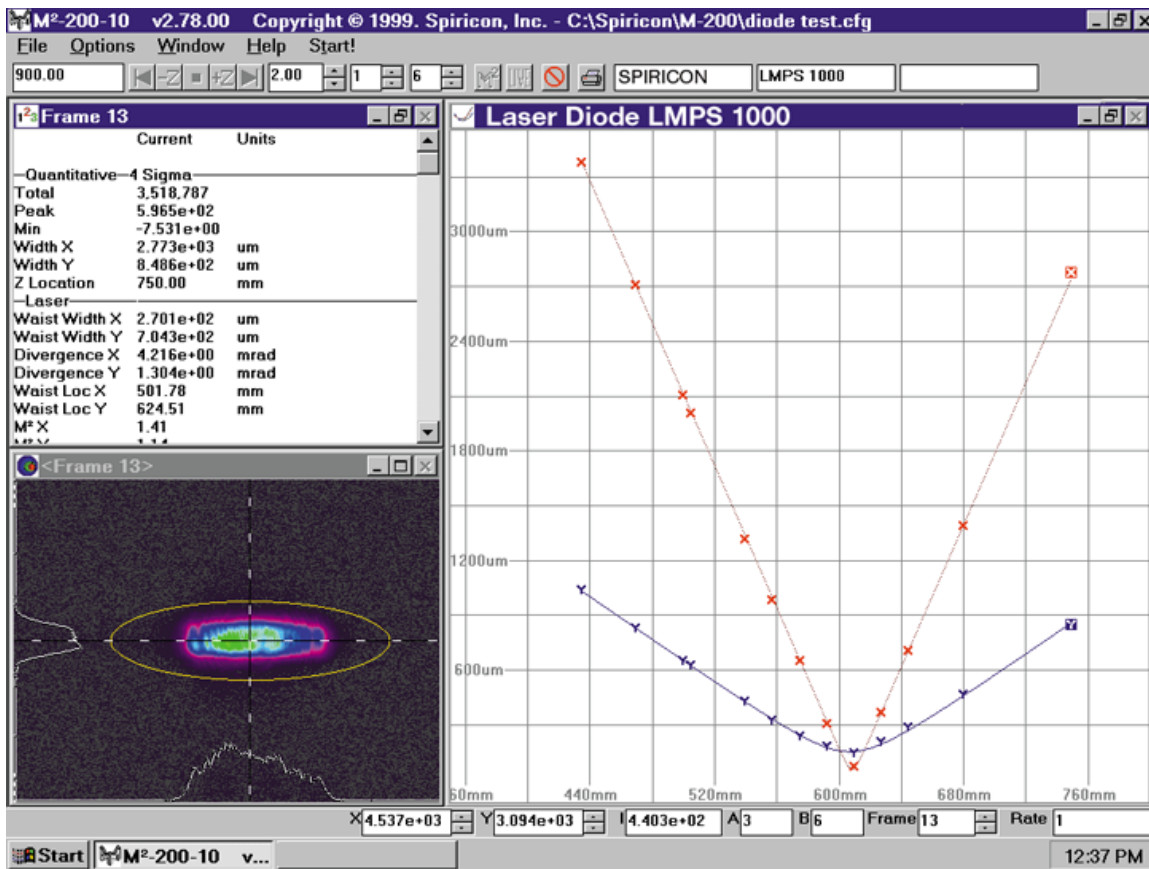 M²-200-10 v2.78.00 Copyright © 1999. Spiricon, Inc. - C:\Spiricon\M-200\diode test.cfg
File Options Window Help Start!
900.00 -Z +Z 2.00 1 6 M² SPIRICON LMPS 1000
Frame 13
Current Units
Quantitative-4 Sigma
Total 3,518,787
Peak 5.965e+02
Min -7.531e+00
Width X 2.773e+03 um
Width Y 8.486e+02 um
Z Location 750.00 mm
Laser
Waist Width X 2.701e+02 um
Waist Width Y 7.043e+02 um
Divergence X 4.216e+00 mrad
Divergence Y 1.304e+00 mrad
Waist Loc X 501.78 mm
Waist Loc Y 624.51 mm
M² X 1.41
M² Y 1.14
<Frame 13>
Laser Diode LMPS 1000
3000um
2400um
1800um
1200um
600um
60mm 440mm 520mm 600mm 680mm 760mm
X 4.537e+03 Y 3.094e+03 I 4.403e+02 A 3 B 6 Frame 13 Rate 1
Start M²-200-10 v... 12:37 PM